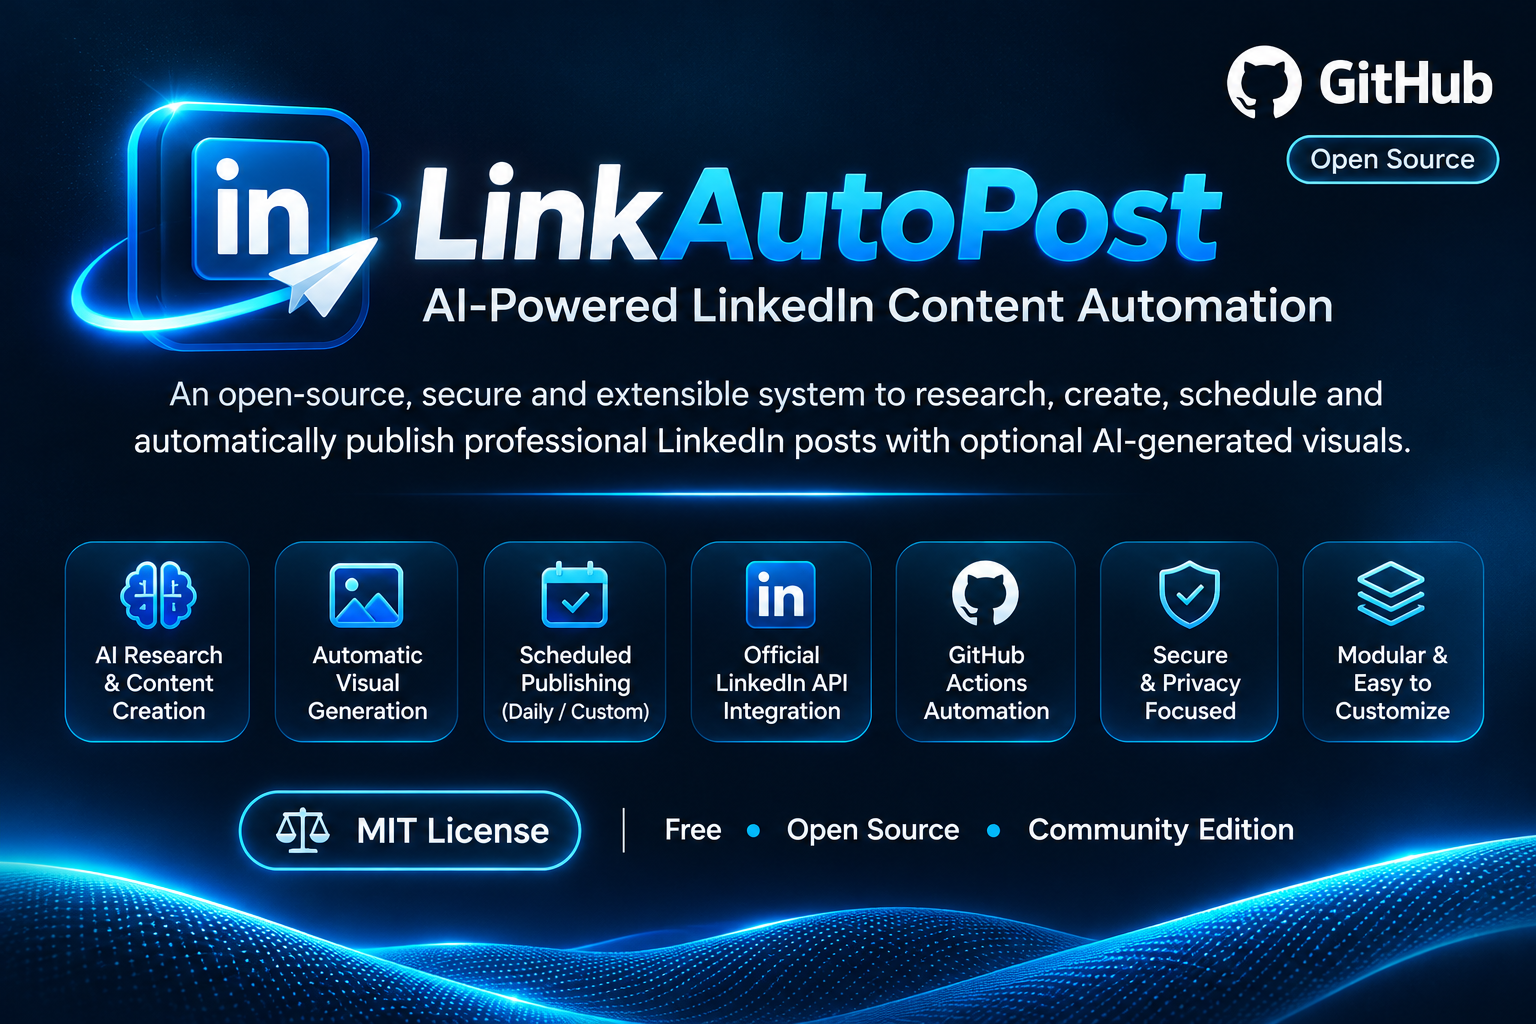 GitHub
Open Source
in
LinkAutoPost
AI-Powered LinkedIn Content Automation
An open-source, secure and extensible system to research, create, schedule and
automatically publish professional LinkedIn posts with optional AI-generated visuals.
AI Research
& Content
Creation
Automatic
Visual
Generation
Scheduled
Publishing
(Daily / Custom)
in
Official
LinkedIn API
Integration
GitHub
Actions
Automation
Secure
& Privacy
Focused
Modular &
Easy to
Customize
MIT License
Free • Open Source • Community Edition